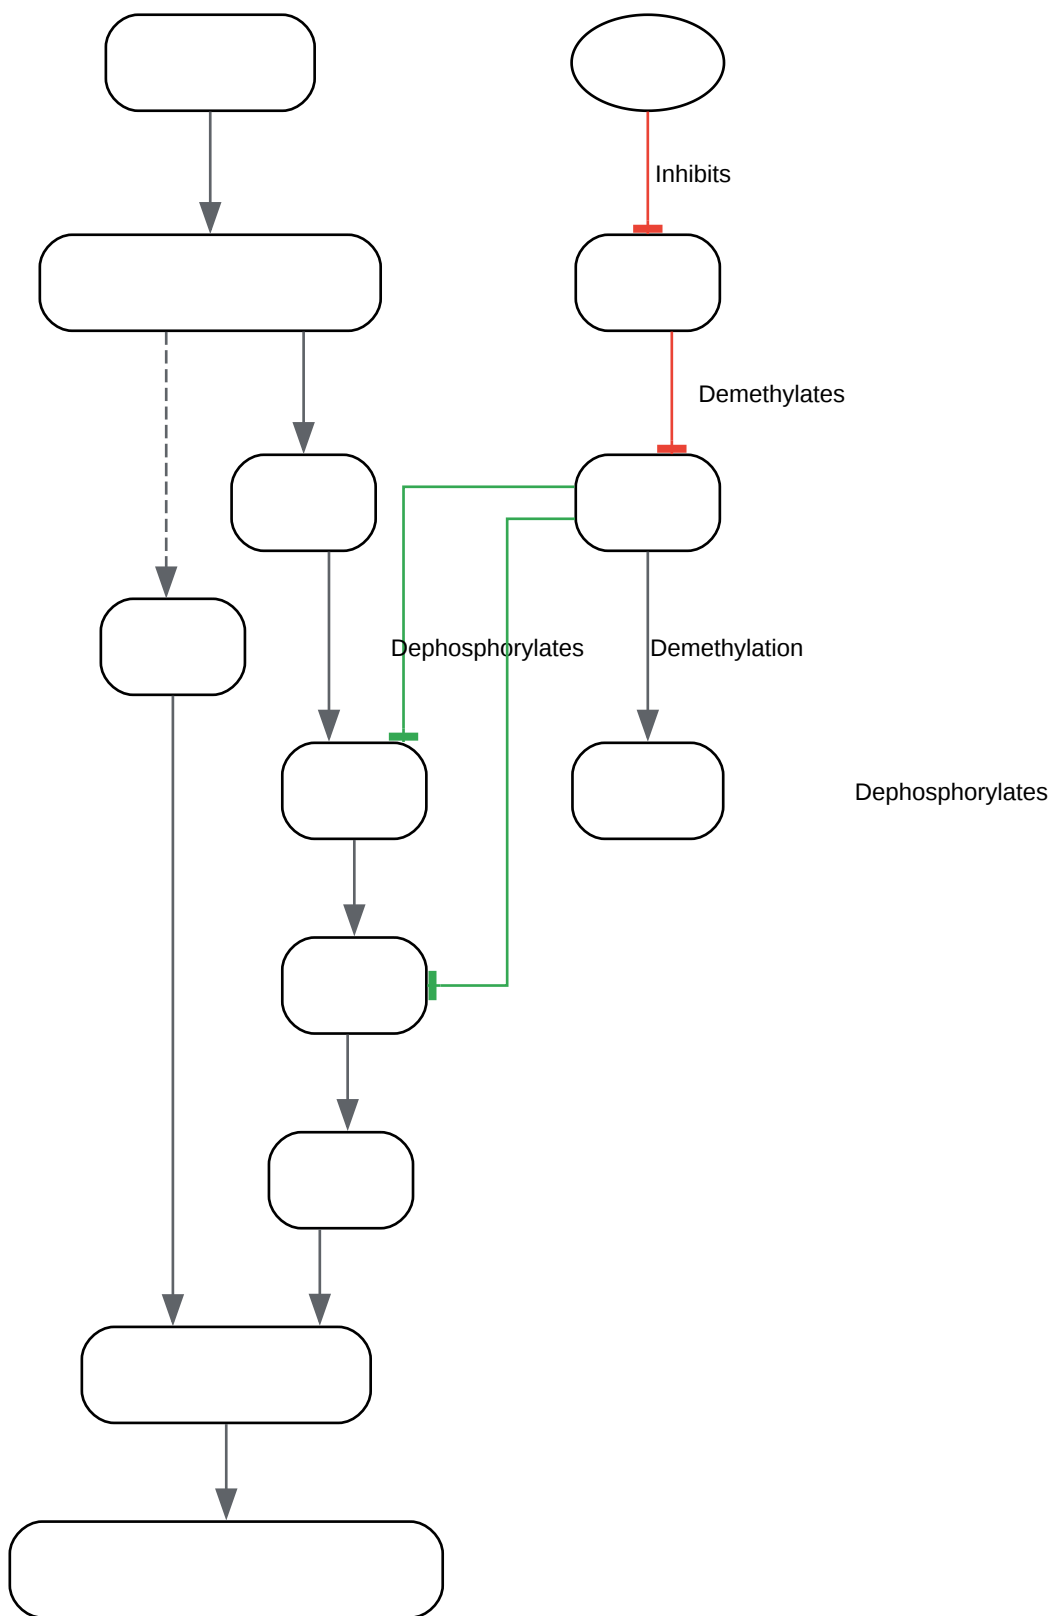 Inhibits
Demethylates
Dephosphorylates
Demethylation
Dephosphorylates